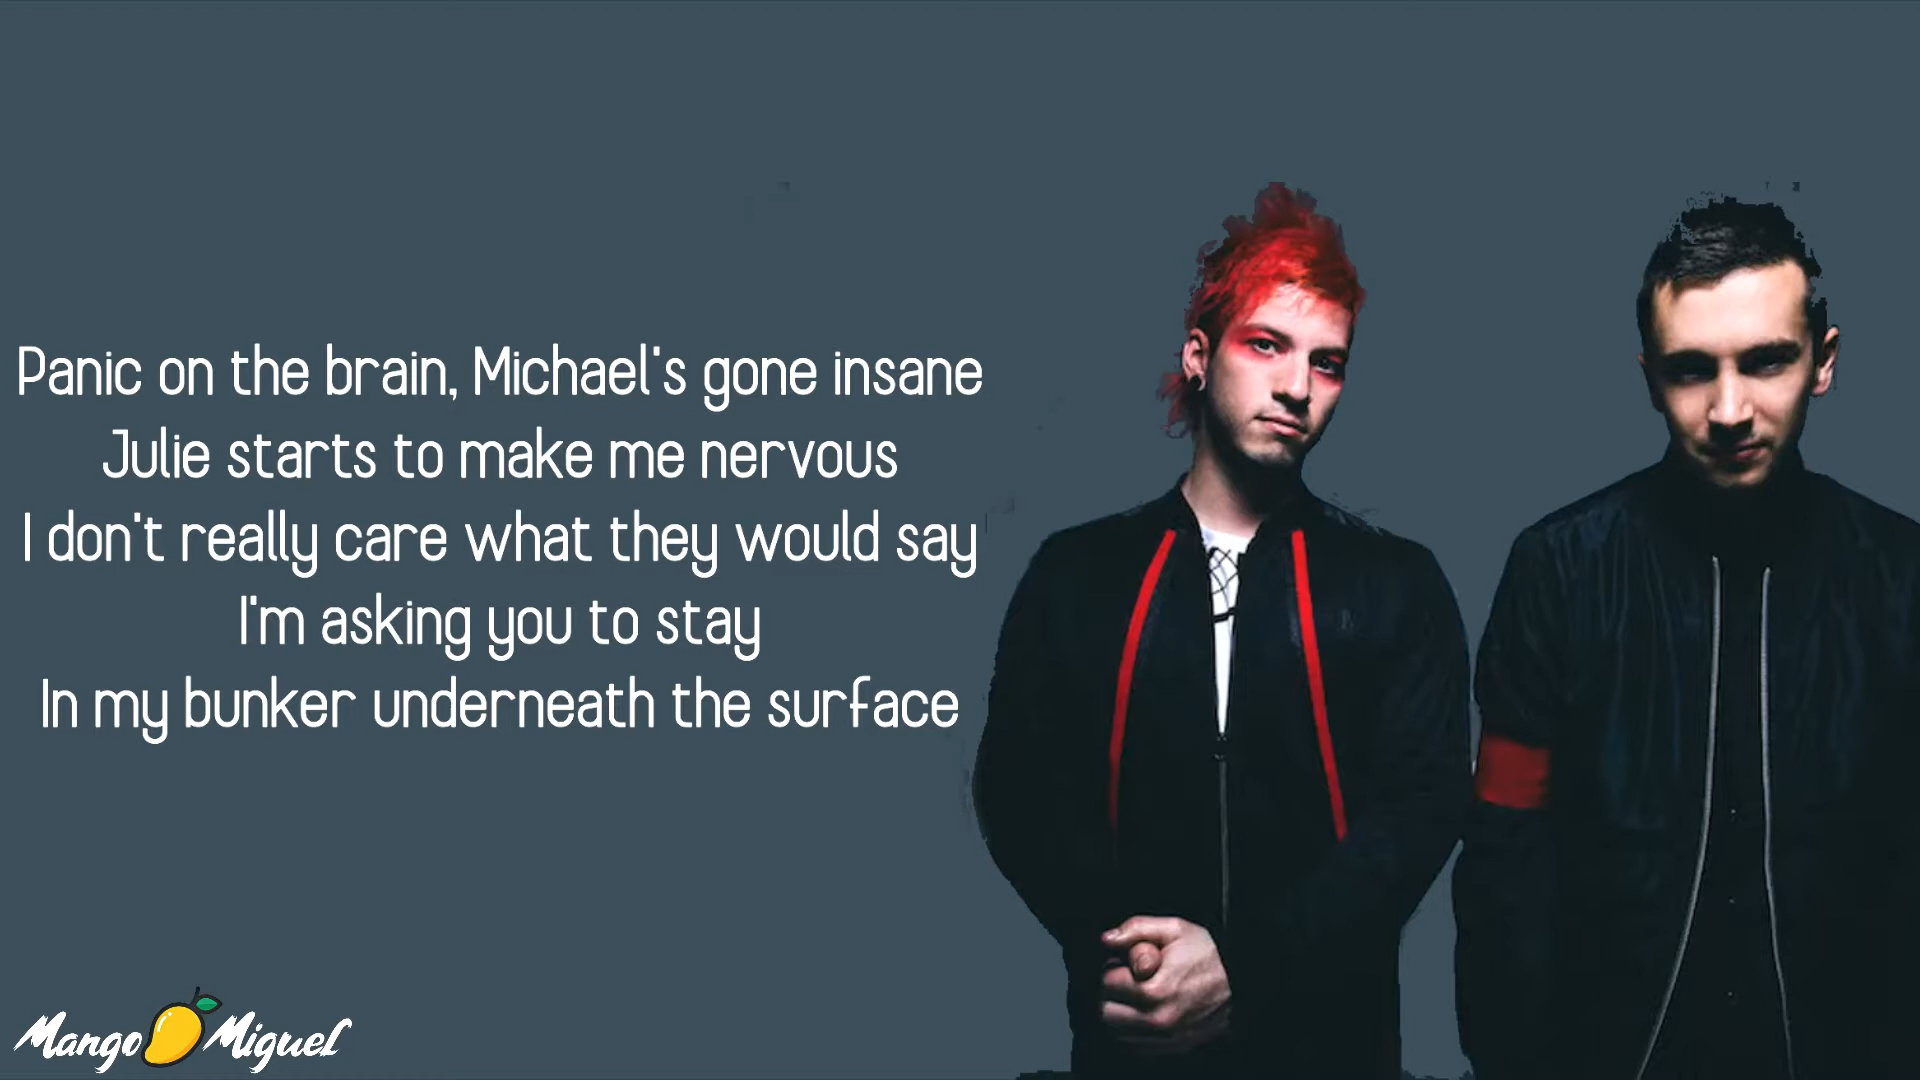 Panic on the brain, Michael's gone insane
Julie starts to make me nervous
I don't really care what they would say
I'm asking you to stay
In my bunker underneath the surface
Mango Miguel